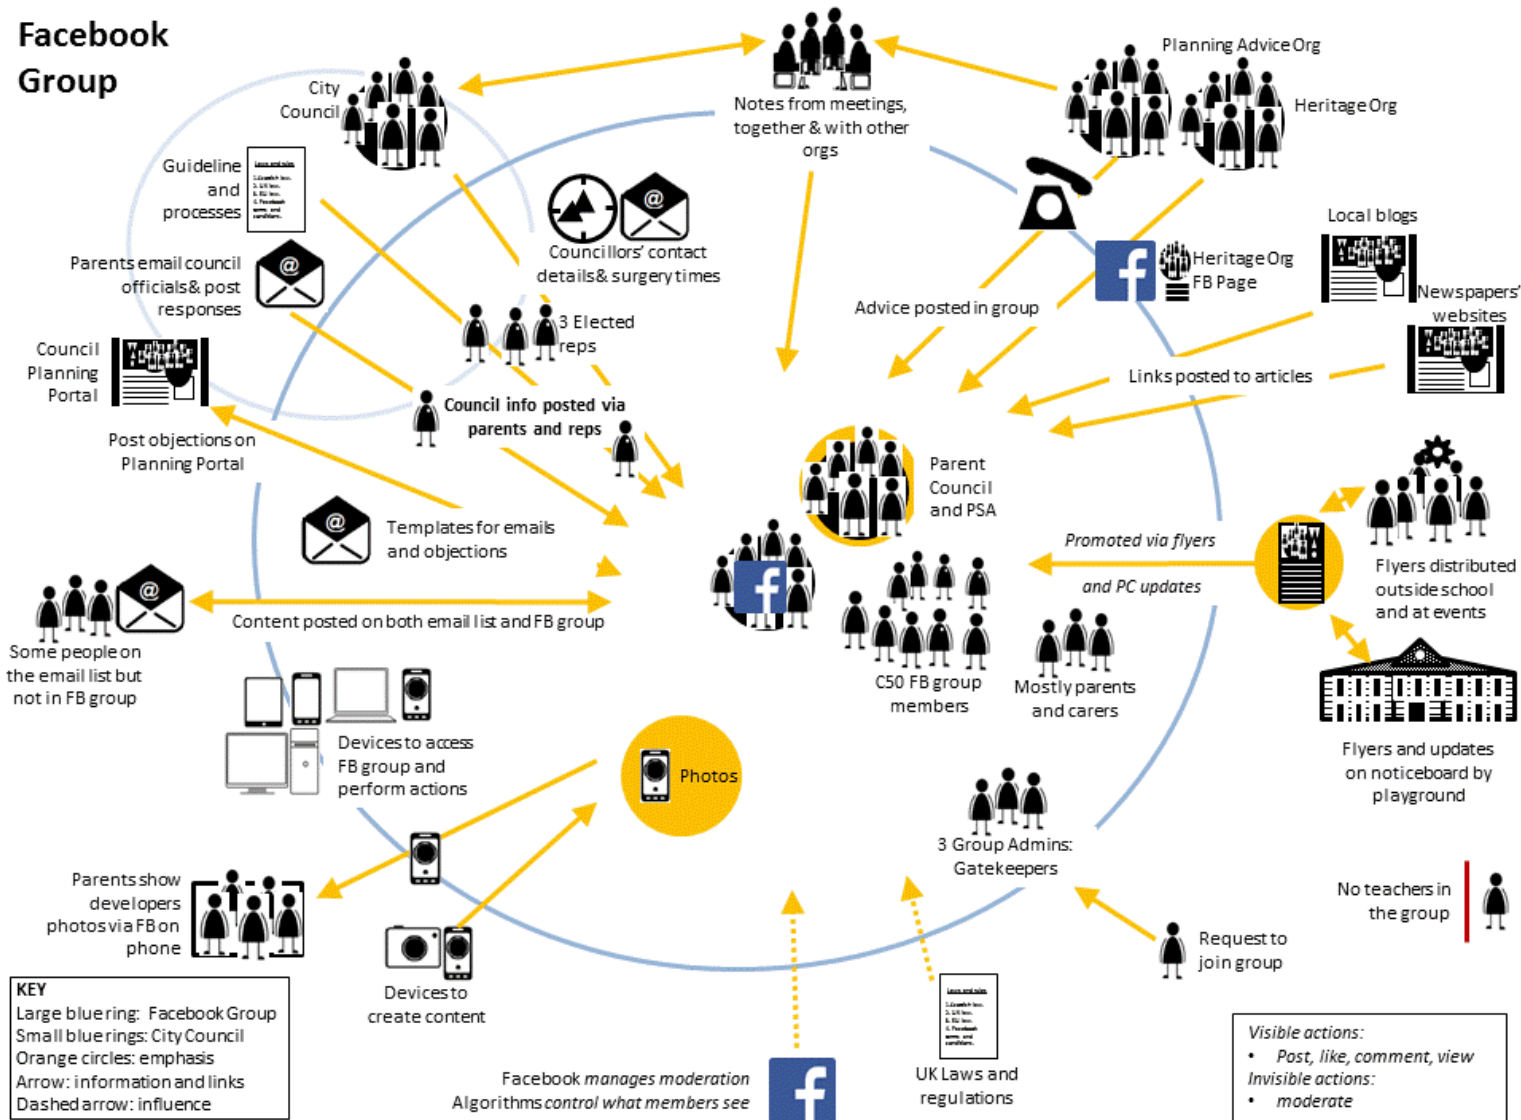 Facebook
Group
City
Council
Guideline
and
processes
Laws and rules
Parents email council
officials & post
responses
Council
Planning
Portal
Post objections on
Planning Portal
Notes from meetings,
together & with other
orgs
Planning Advice Org
Heritage Org
Councillors' contact
details & surgery times
3 Elected
reps
Council info posted via
parents and reps
Local blogs
Heritage Org
FB Page
Newspapers'
websites
Advice posted in group
Links posted to articles
Parent
Council
and PSA
Templates for emails
and objections
Promoted via flyers
and PC updates
Flyers distributed
outside school
and at events
Content posted on both email list and FB group
Some people on
the email list but
not in FB group
C50 FB group
members
Mostly parents
and carers
Devices to access
FB group and
perform actions
Photos
Flyers and updates
on noticeboard by
playground
3 Group Admins:
Gatekeepers
Parents show
developers
photos via FB on
phone
No teachers in
the group
Request to
join group
Devices to
create content
KEY
Large blue ring: Facebook Group
Small blue rings: City Council
Orange circles: emphasis
Arrow: information and links
Dashed arrow: influence
Facebook manages moderation
Algorithms control what members see
Laws and rules
UK Laws and
regulations
Visible actions:
• Post, like, comment, view
Invisible actions:
• moderate